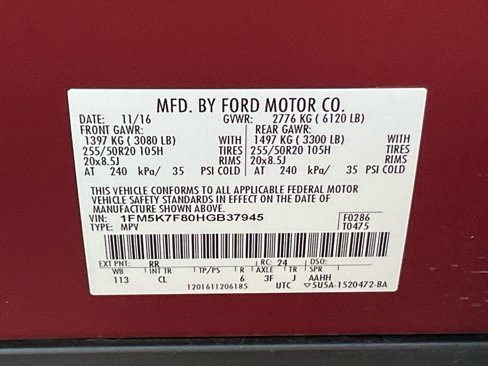 MFD. BY FORD MOTOR CO.
DATE: 11/16 GVWR: 2776 KG ( 6120 LB)
FRONT GAWR: REAR GAWR:
1397 KG ( 3080 LB) WITH 1497 KG ( 3300 LB) WITH
255/50R20 105H TIRES 255/50R20 105H TIRES
20x8.5J RIMS 20x8.5J RIMS
AT 240 kPa/ 35 PSI COLD AT 240 kPa/ 35 PSI COLD
THIS VEHICLE CONFORMS TO ALL APPLICABLE FEDERAL MOTOR
VEHICLE SAFETY STANDARDS IN EFFECT ON THE DATE OF
MANUFACTURE SHOWN ABOVE.
VIN: 1FM5K7F80HGB37945 F0286
TYPE: MPV T0475
EXT PNT: RR RC: 24
WB INT TR TP/PS R AXLE TR SPR
113 CL 6 3F J AAHH
1201611206185 UTC ▽5U5A-1520472-BA